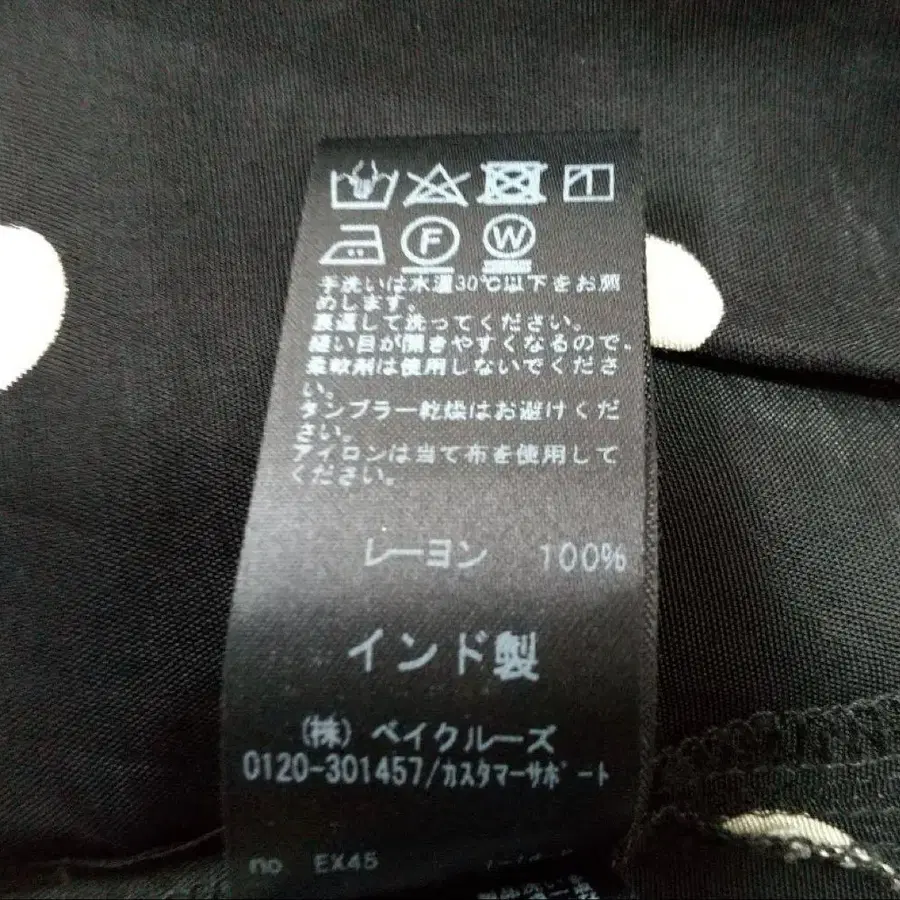 F W
手洗いは水温30℃以下をお願
めします。
裏返して洗ってください。
縫い目が開きやすくなるので、
柔軟剤は使用しないでくださ
い。
タンブラー乾燥はお避けくだ
さい。
アイロンは当て布を使用して
ください。
レーヨン 100%
インド製
(株) ベイクルーズ
0120-301457/カスタマーサポート
no EX45